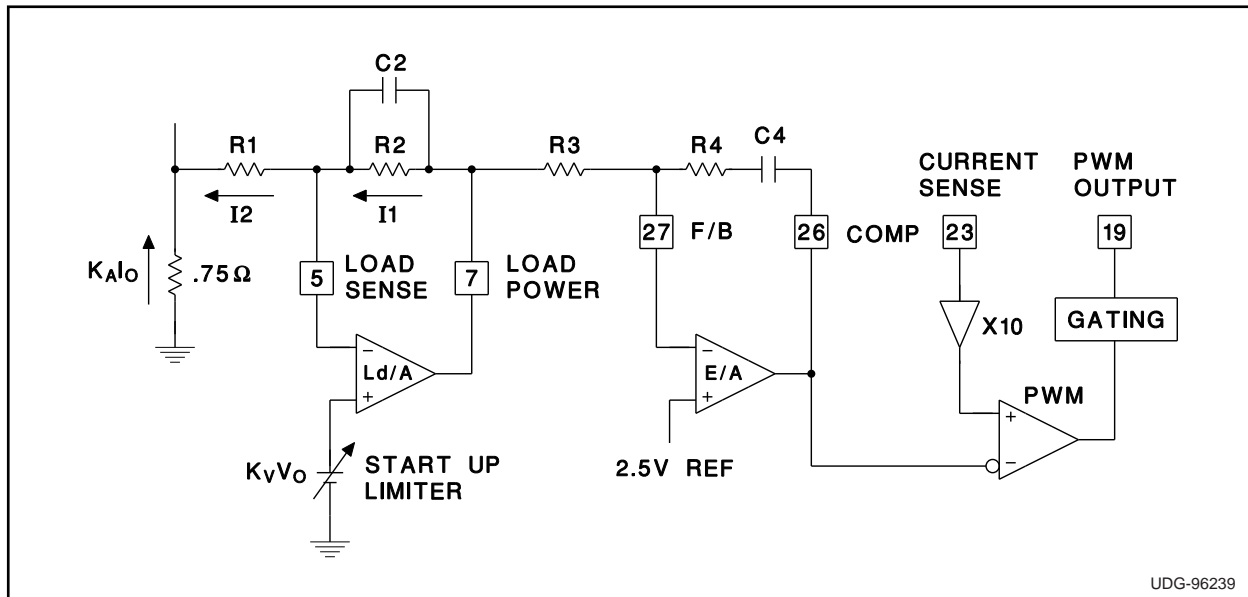 C2
R1
R2
R3
R4
C4
CURRENT
SENSE
PWM
OUTPUT
I2
I1
27
F/B
26
COMP
23
19
KAIO
.75Ω
5
LOAD
SENSE
7
LOAD
POWER
X10
GATING
−
Ld/A
+
−
E/A
+
PWM
+
−
KVVO
START UP
LIMITER
2.5V REF
UDG-96239